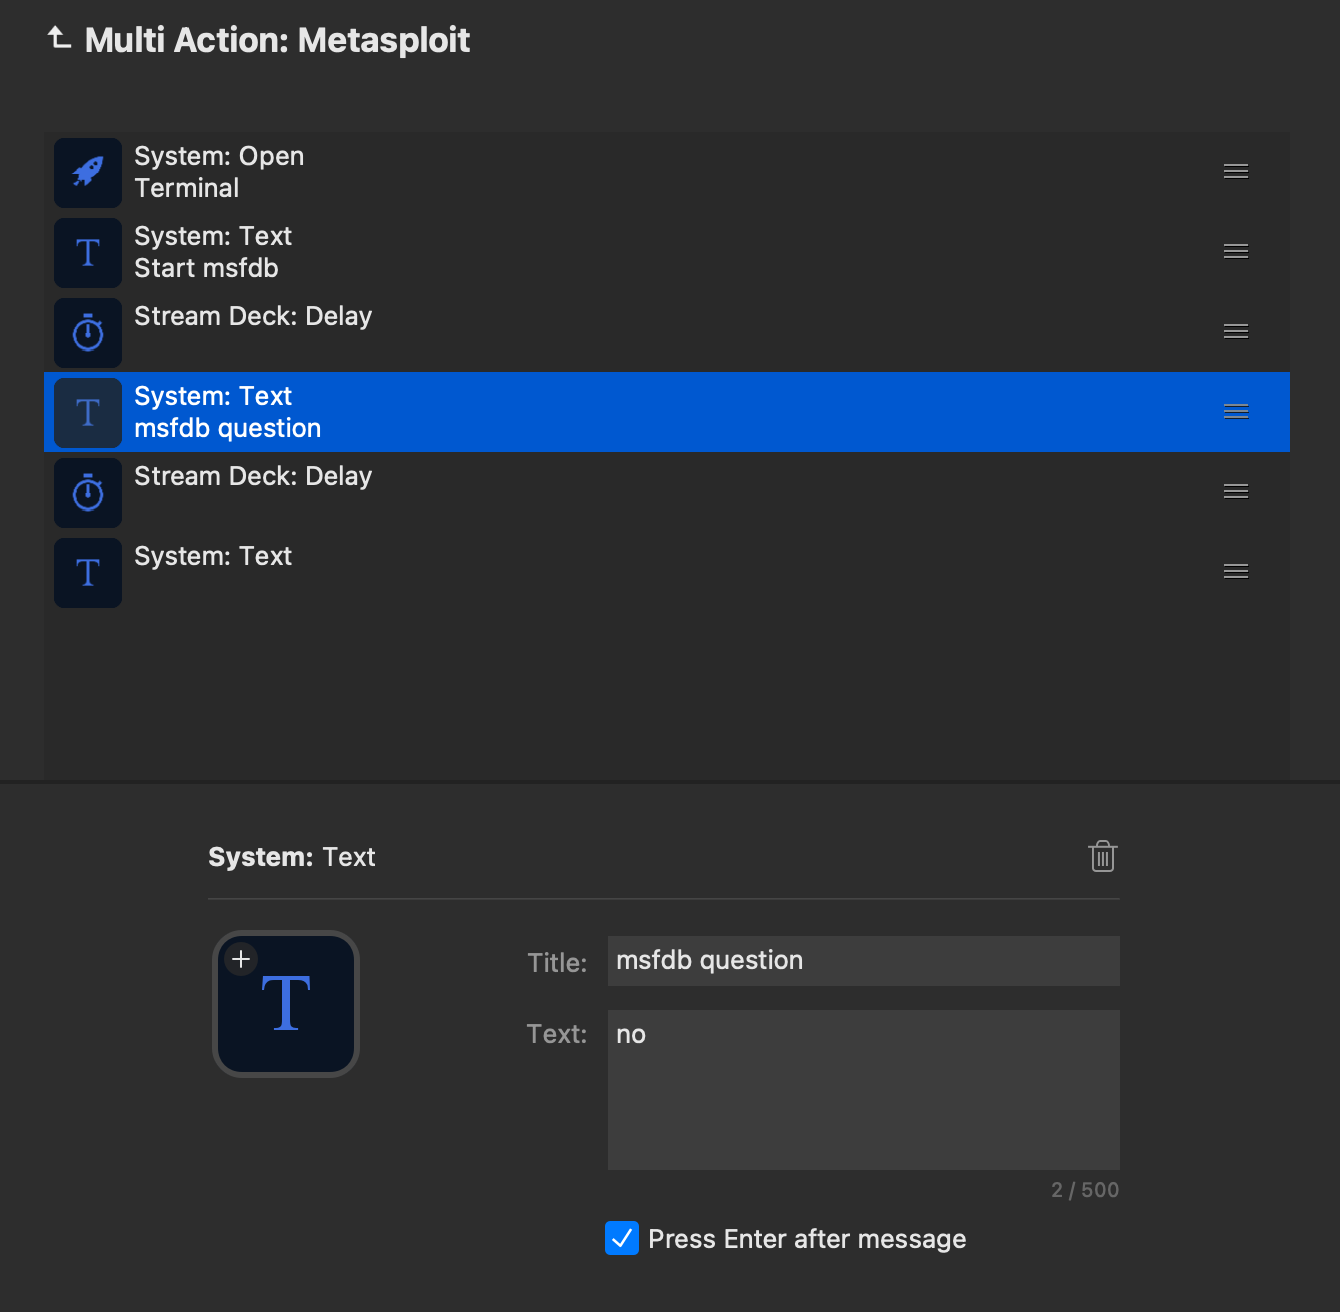 Multi Action: Metasploit
System: Open
Terminal
System: Text
Start msfdb
Stream Deck: Delay
System: Text
msfdb question
Stream Deck: Delay
System: Text
System: Text
Title: msfdb question
Text: no
2 / 500
Press Enter after message